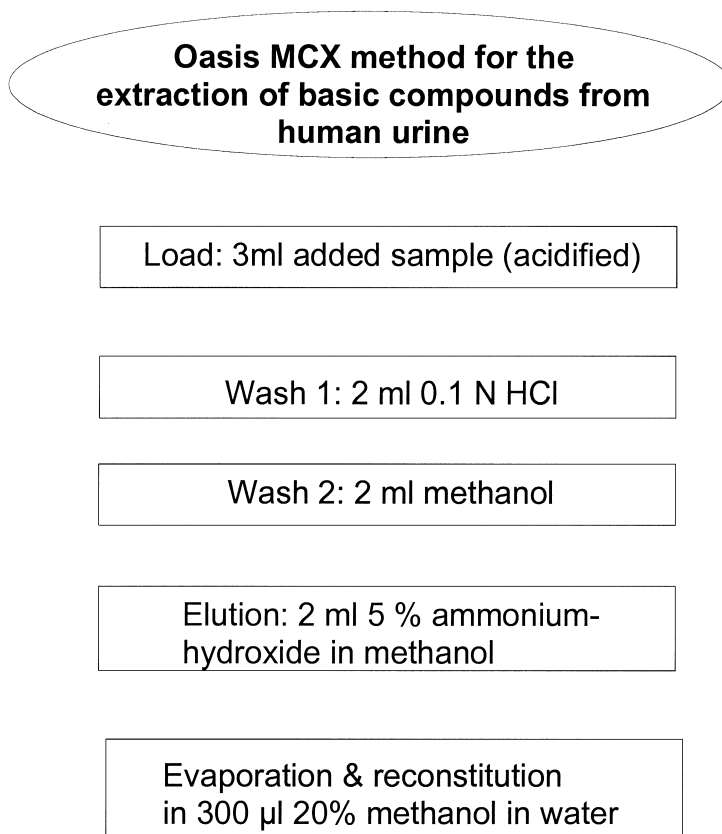 Oasis MCX method for the
extraction of basic compounds from
human urine
Load: 3ml added sample (acidified)
Wash 1: 2 ml 0.1 N HCl
Wash 2: 2 ml methanol
Elution: 2 ml 5 % ammonium-
hydroxide in methanol
Evaporation & reconstitution
in 300 µl 20% methanol in water